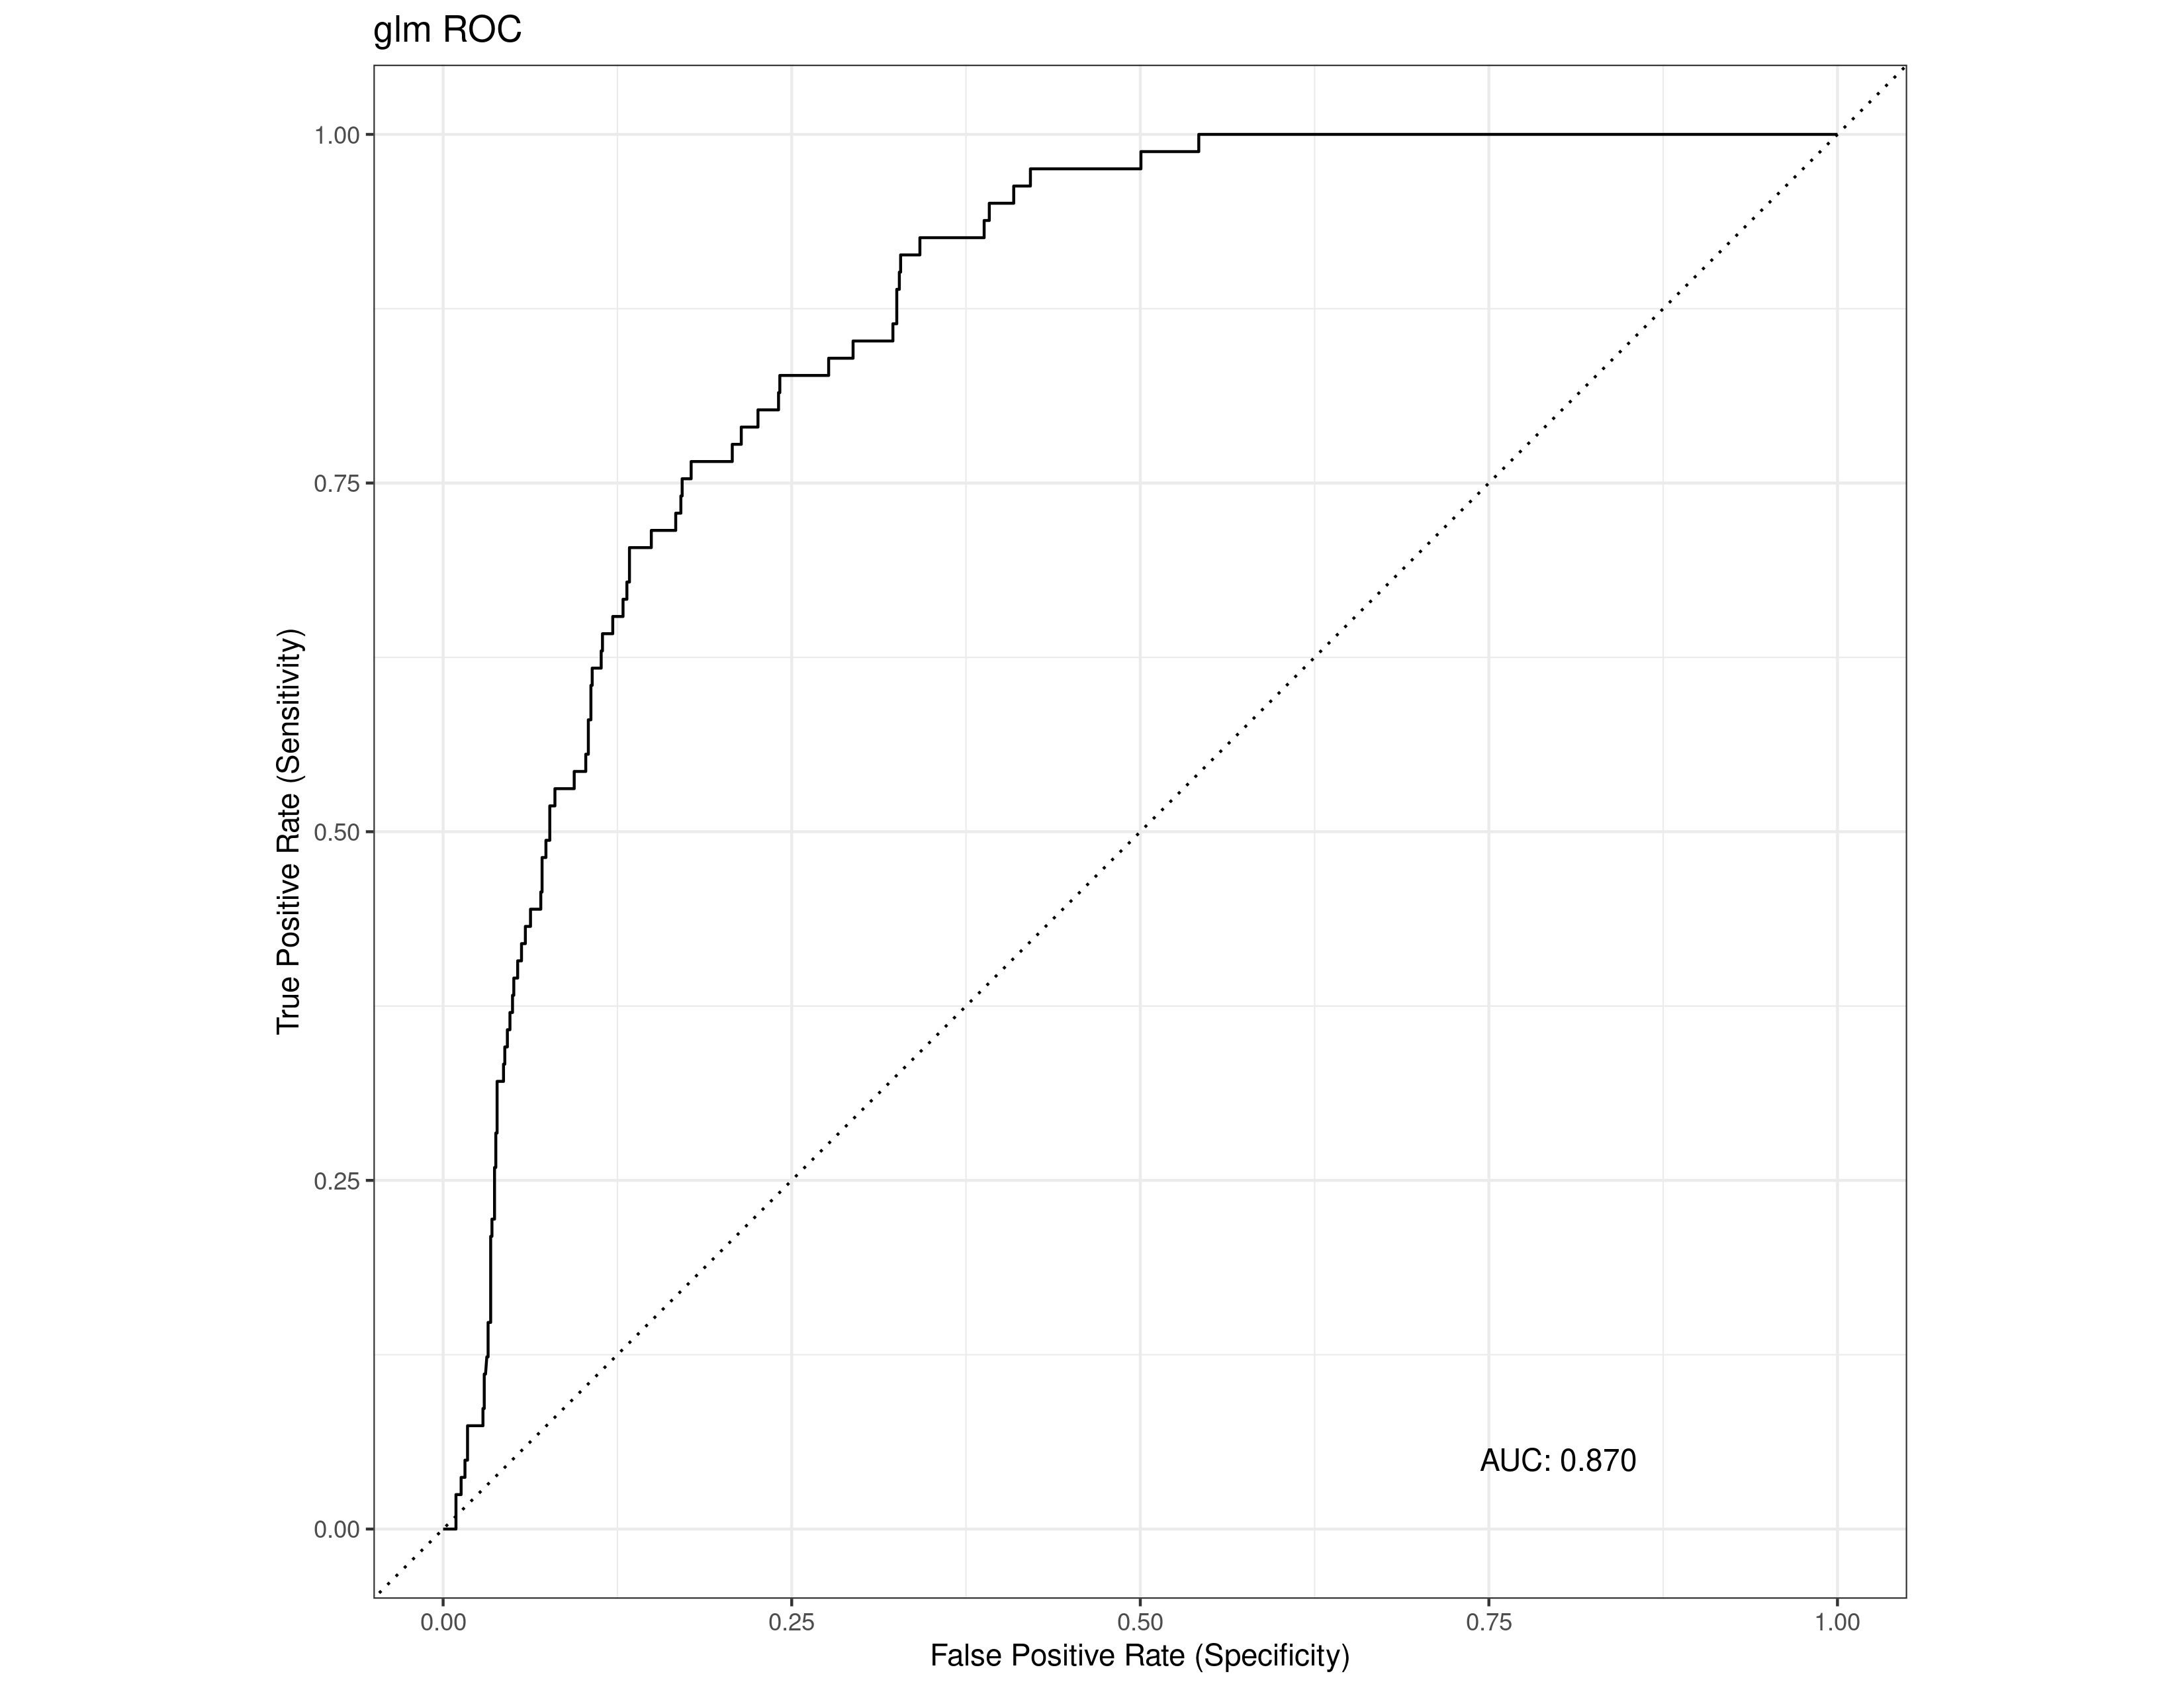 glm ROC
True Positive Rate (Sensitivity)
1.00
0.75
0.50
0.25
0.00
AUC: 0.870
0.00 0.25 0.50 0.75 1.00
False Positive Rate (Specificity)